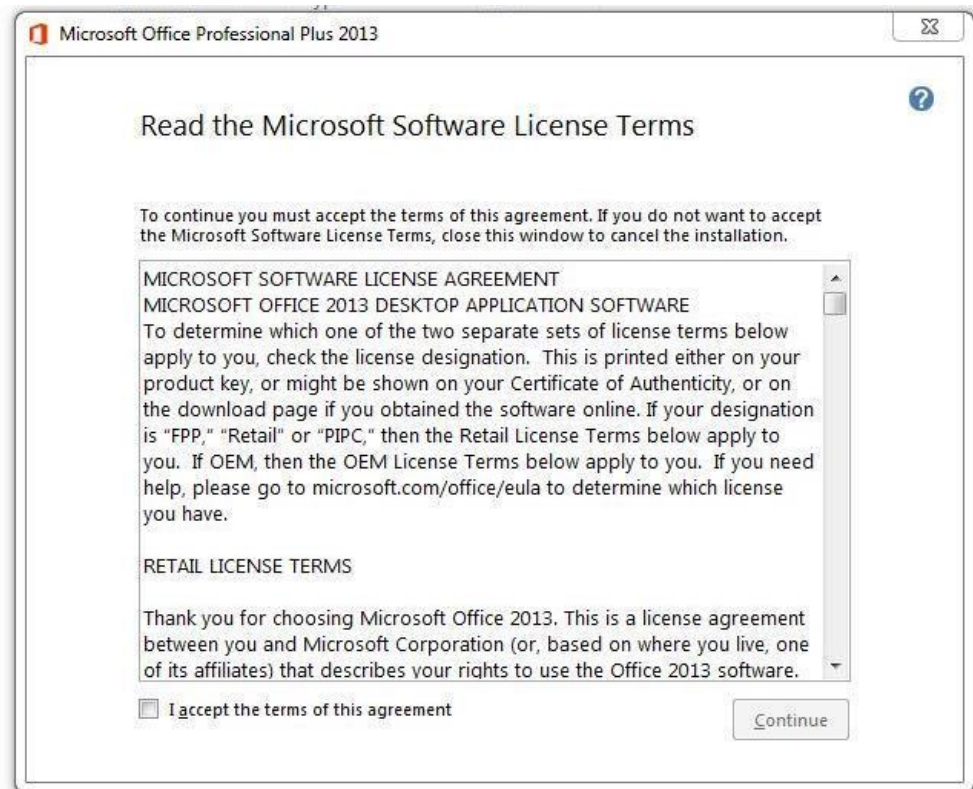 Microsoft Office Professional Plus 2013
Read the Microsoft Software License Terms
To continue you must accept the terms of this agreement. If you do not want to accept
the Microsoft Software License Terms, close this window to cancel the installation.
MICROSOFT SOFTWARE LICENSE AGREEMENT
MICROSOFT OFFICE 2013 DESKTOP APPLICATION SOFTWARE
To determine which one of the two separate sets of license terms below
apply to you, check the license designation.  This is printed either on your
product key, or might be shown on your Certificate of Authenticity, or on
the download page if you obtained the software online. If your designation
is “FPP,” “Retail” or “PIPC,” then the Retail License Terms below apply to
you.  If OEM, then the OEM License Terms below apply to you.  If you need
help, please go to microsoft.com/office/eula to determine which license
you have.
RETAIL LICENSE TERMS
Thank you for choosing Microsoft Office 2013. This is a license agreement
between you and Microsoft Corporation (or, based on where you live, one
of its affiliates) that describes your rights to use the Office 2013 software.
I accept the terms of this agreement
Continue